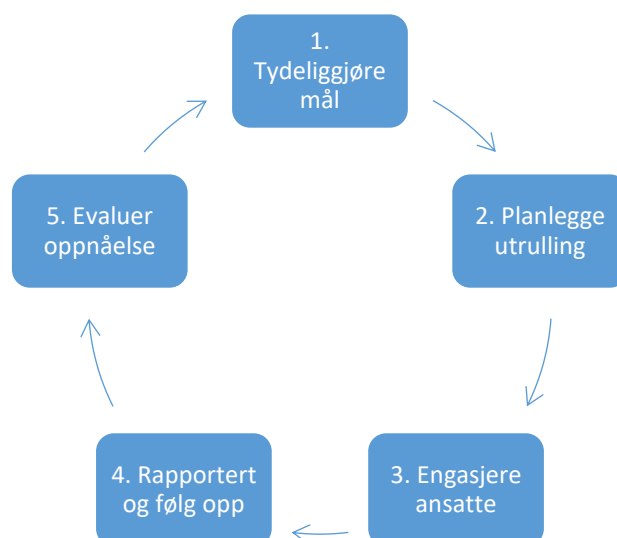 1.
Tydeliggjøre
mål
2. Planlegge
utrulling
3. Engasjere
ansatte
4. Rapportert
og følg opp
5. Evaluer
oppnåelse